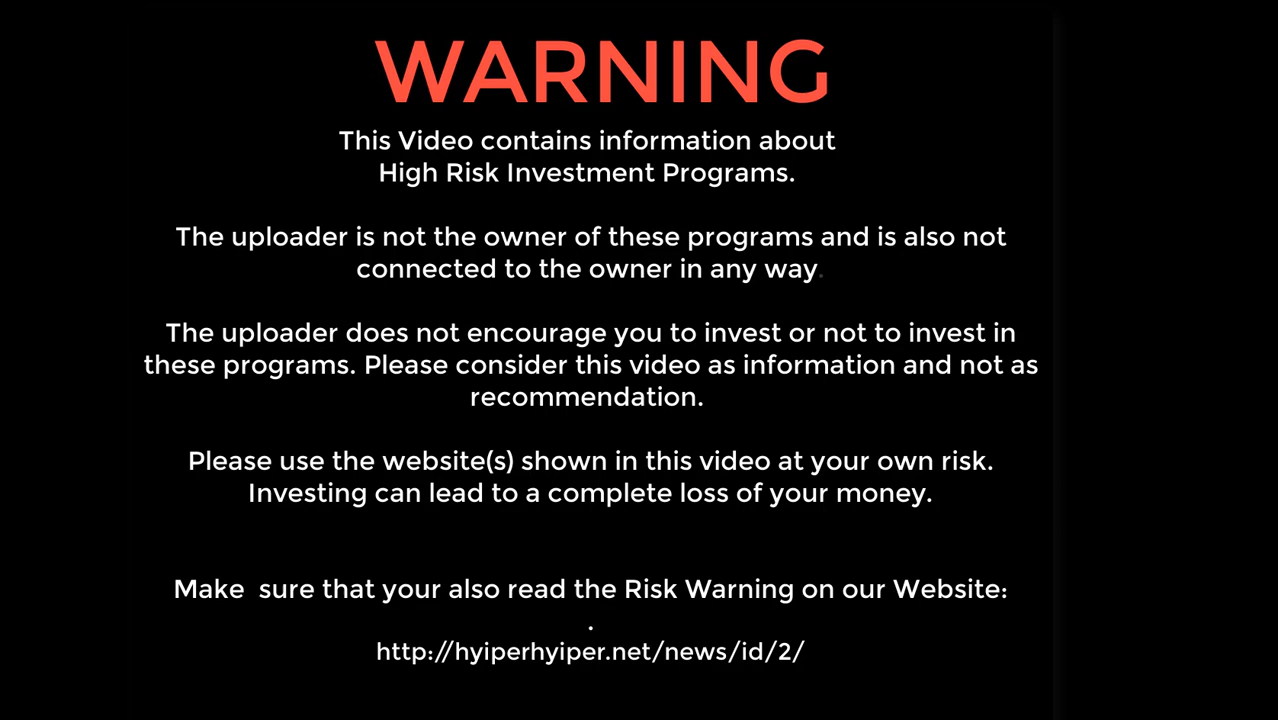 WARNING
This Video contains information about
High Risk Investment Programs.
The uploader is not the owner of these programs and is also not
connected to the owner in any way.
The uploader does not encourage you to invest or not to invest in
these programs. Please consider this video as information and not as
recommendation.
Please use the website(s) shown in this video at your own risk.
Investing can lead to a complete loss of your money.
Make  sure that your also read the Risk Warning on our Website:
.
http://hyiperhyiper.net/news/id/2/